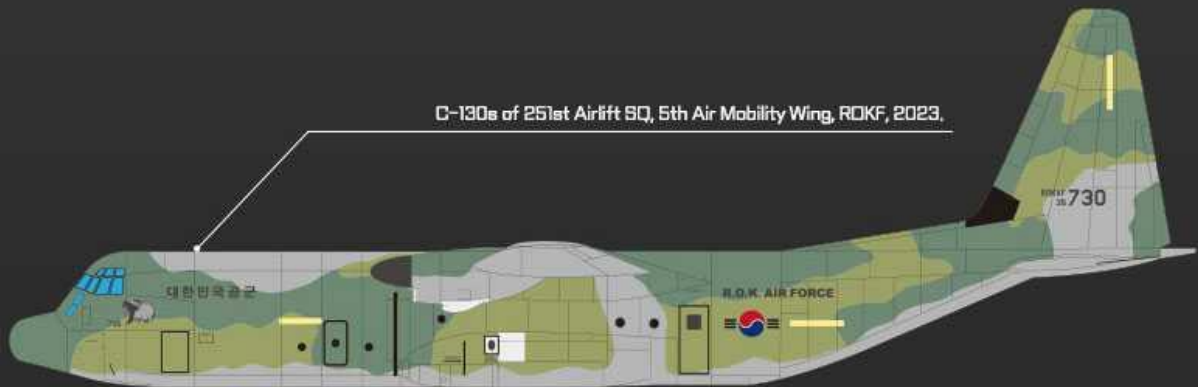 C-130s of 251st Airlift SQ, 5th Air Mobility Wing, ROKF, 2023.
730
대한민국공군
R.O.K. AIR FORCE